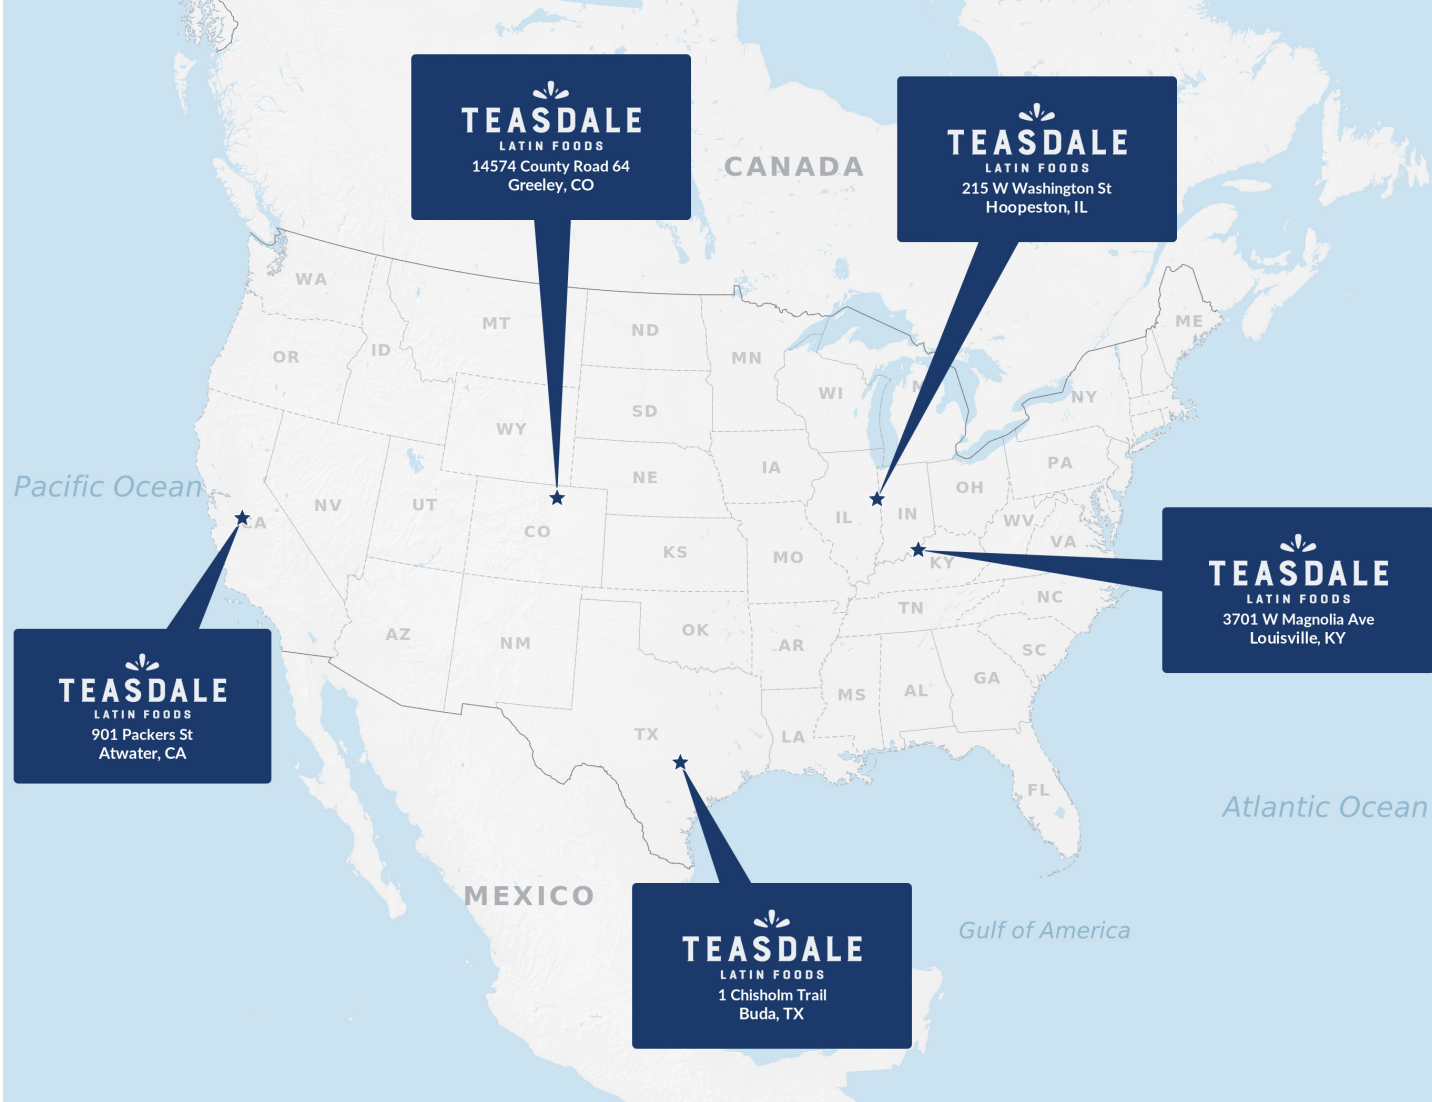 TEASDALE
LATIN FOODS
14574 County Road 64
Greeley, CO
TEASDALE
LATIN FOODS
215 W Washington St
Hoopeston, IL
CANADA
WA
MT
ND
MN
ME
OR
ID
SD
WI
M
NY
WY
NE
IA
PA
Pacific Ocean
NV
UT
CO
IL
IN
OH
WV
VA
CA
KS
MO
KY
TEASDALE
LATIN FOODS
3701 W Magnolia Ave
Louisville, KY
AZ
NM
OK
AR
TN
NC
SC
TEASDALE
LATIN FOODS
901 Packers St
Atwater, CA
TX
LA
MS
AL
GA
FL
Atlantic Ocean
MEXICO
Gulf of America
TEASDALE
LATIN FOODS
1 Chisholm Trail
Buda, TX